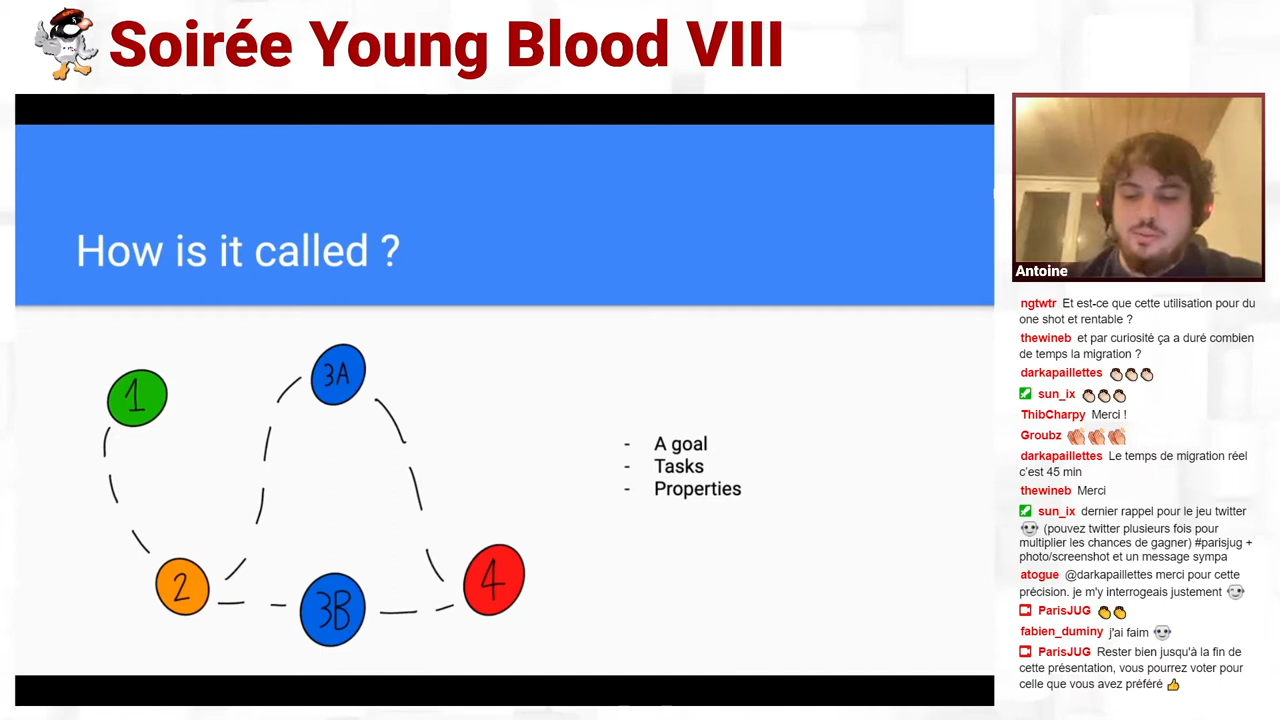 Soirée Young Blood VIII
How is it called ?
1
3A
2
3B
4
- A goal
- Tasks
- Properties
Antoine
ngtwtr Et est-ce que cette utilisation pour du
one shot et rentable ?
thewineb et par curiosité ça a duré combien
de temps la migration ?
darkapaillettes 👏🏻👏🏻👏🏻
sun_ix 👏🏻👏🏻👏🏻
ThibCharpy Merci !
Groubz 👏👏👏
darkapaillettes Le temps de migration réel
c'est 45 min
thewineb Merci
sun_ix dernier rappel pour le jeu twitter
(pouvez twitter plusieurs fois pour
multiplier les chances de gagner) #parisjug +
photo/screenshot et un message sympa
atogue @darkapaillettes merci pour cette
précision. je m'y interrogeais justement
ParisJUG 👏👏
fabien_duminy j'ai faim
ParisJUG Rester bien jusqu'à la fin de
cette présentation, vous pourrez voter pour
celle que vous avez préféré 👍